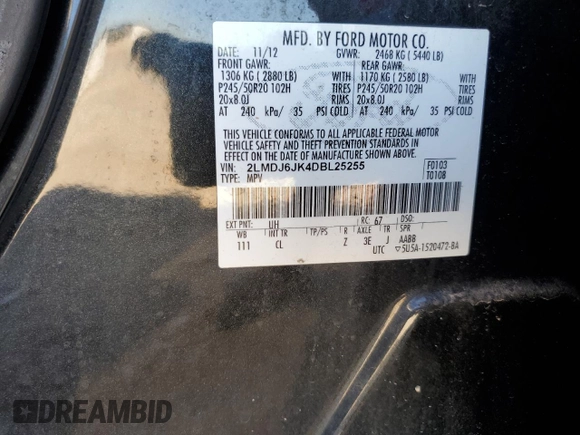 MFD. BY FORD MOTOR CO.
DATE: 11/12 GVWR: 2468 KG ( 5440 LB)
FRONT GAWR: REAR GAWR:
1306 KG ( 2880 LB) 1170 KG ( 2580 LB)
P245/50R20 102H TIRES P245/50R20 102H TIRES
20x8.0J RIMS 20x8.0J RIMS
AT 240 kPa/ 35 PSI COLD AT 240 kPa/ 35 PSI COLD
THIS VEHICLE CONFORMS TO ALL APPLICABLE FEDERAL MOTOR
VEHICLE SAFETY AND THEFT PREVENTION STANDARDS IN
EFFECT ON THE DATE OF MANUFACTURE SHOWN ABOVE.
VIN: 2LMDJ6JK4DBL25255 F0103
TYPE: MPV T0108
EXT PNT: UH RC: 67 DSO:
WB INT TR TP/PS R AXLE TR SPR
111 CL Z 3E J AABB
UTC ▽5U5A-1520472-BA
DREAMBID